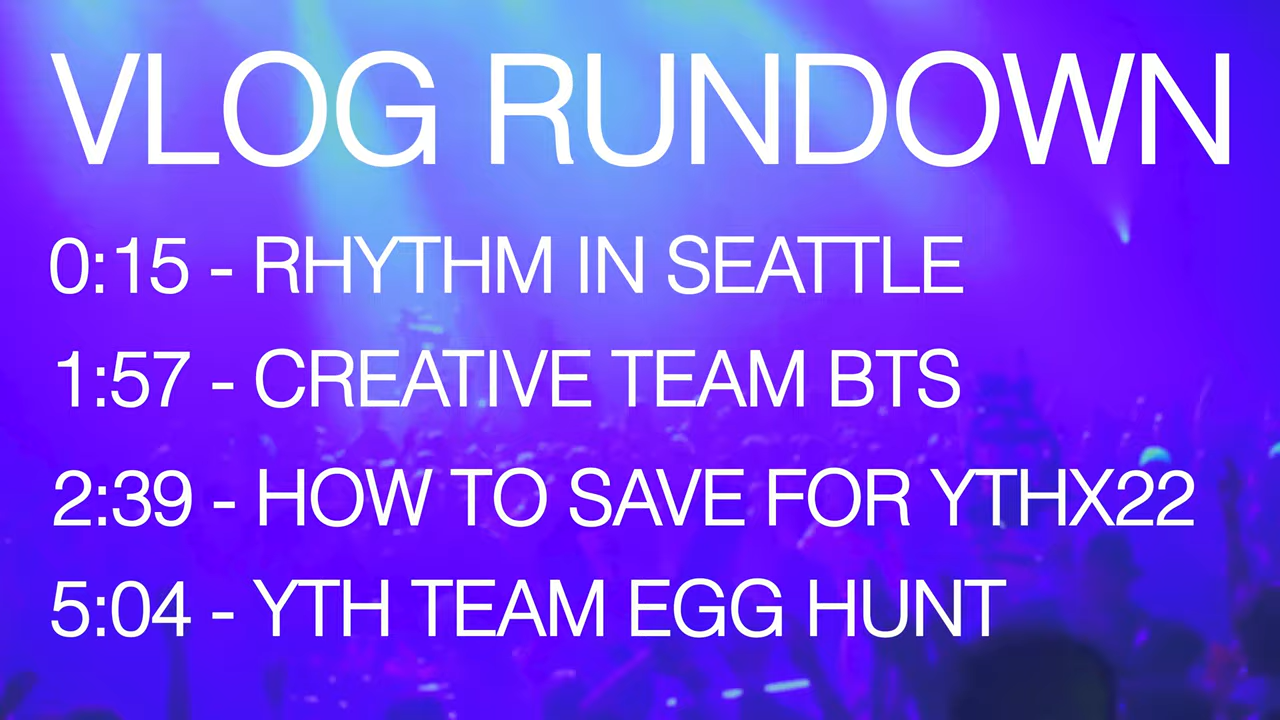 VLOG RUNDOWN
0:15 - RHYTHM IN SEATTLE
1:57 - CREATIVE TEAM BTS
2:39 - HOW TO SAVE FOR YTHX22
5:04 - YTH TEAM EGG HUNT